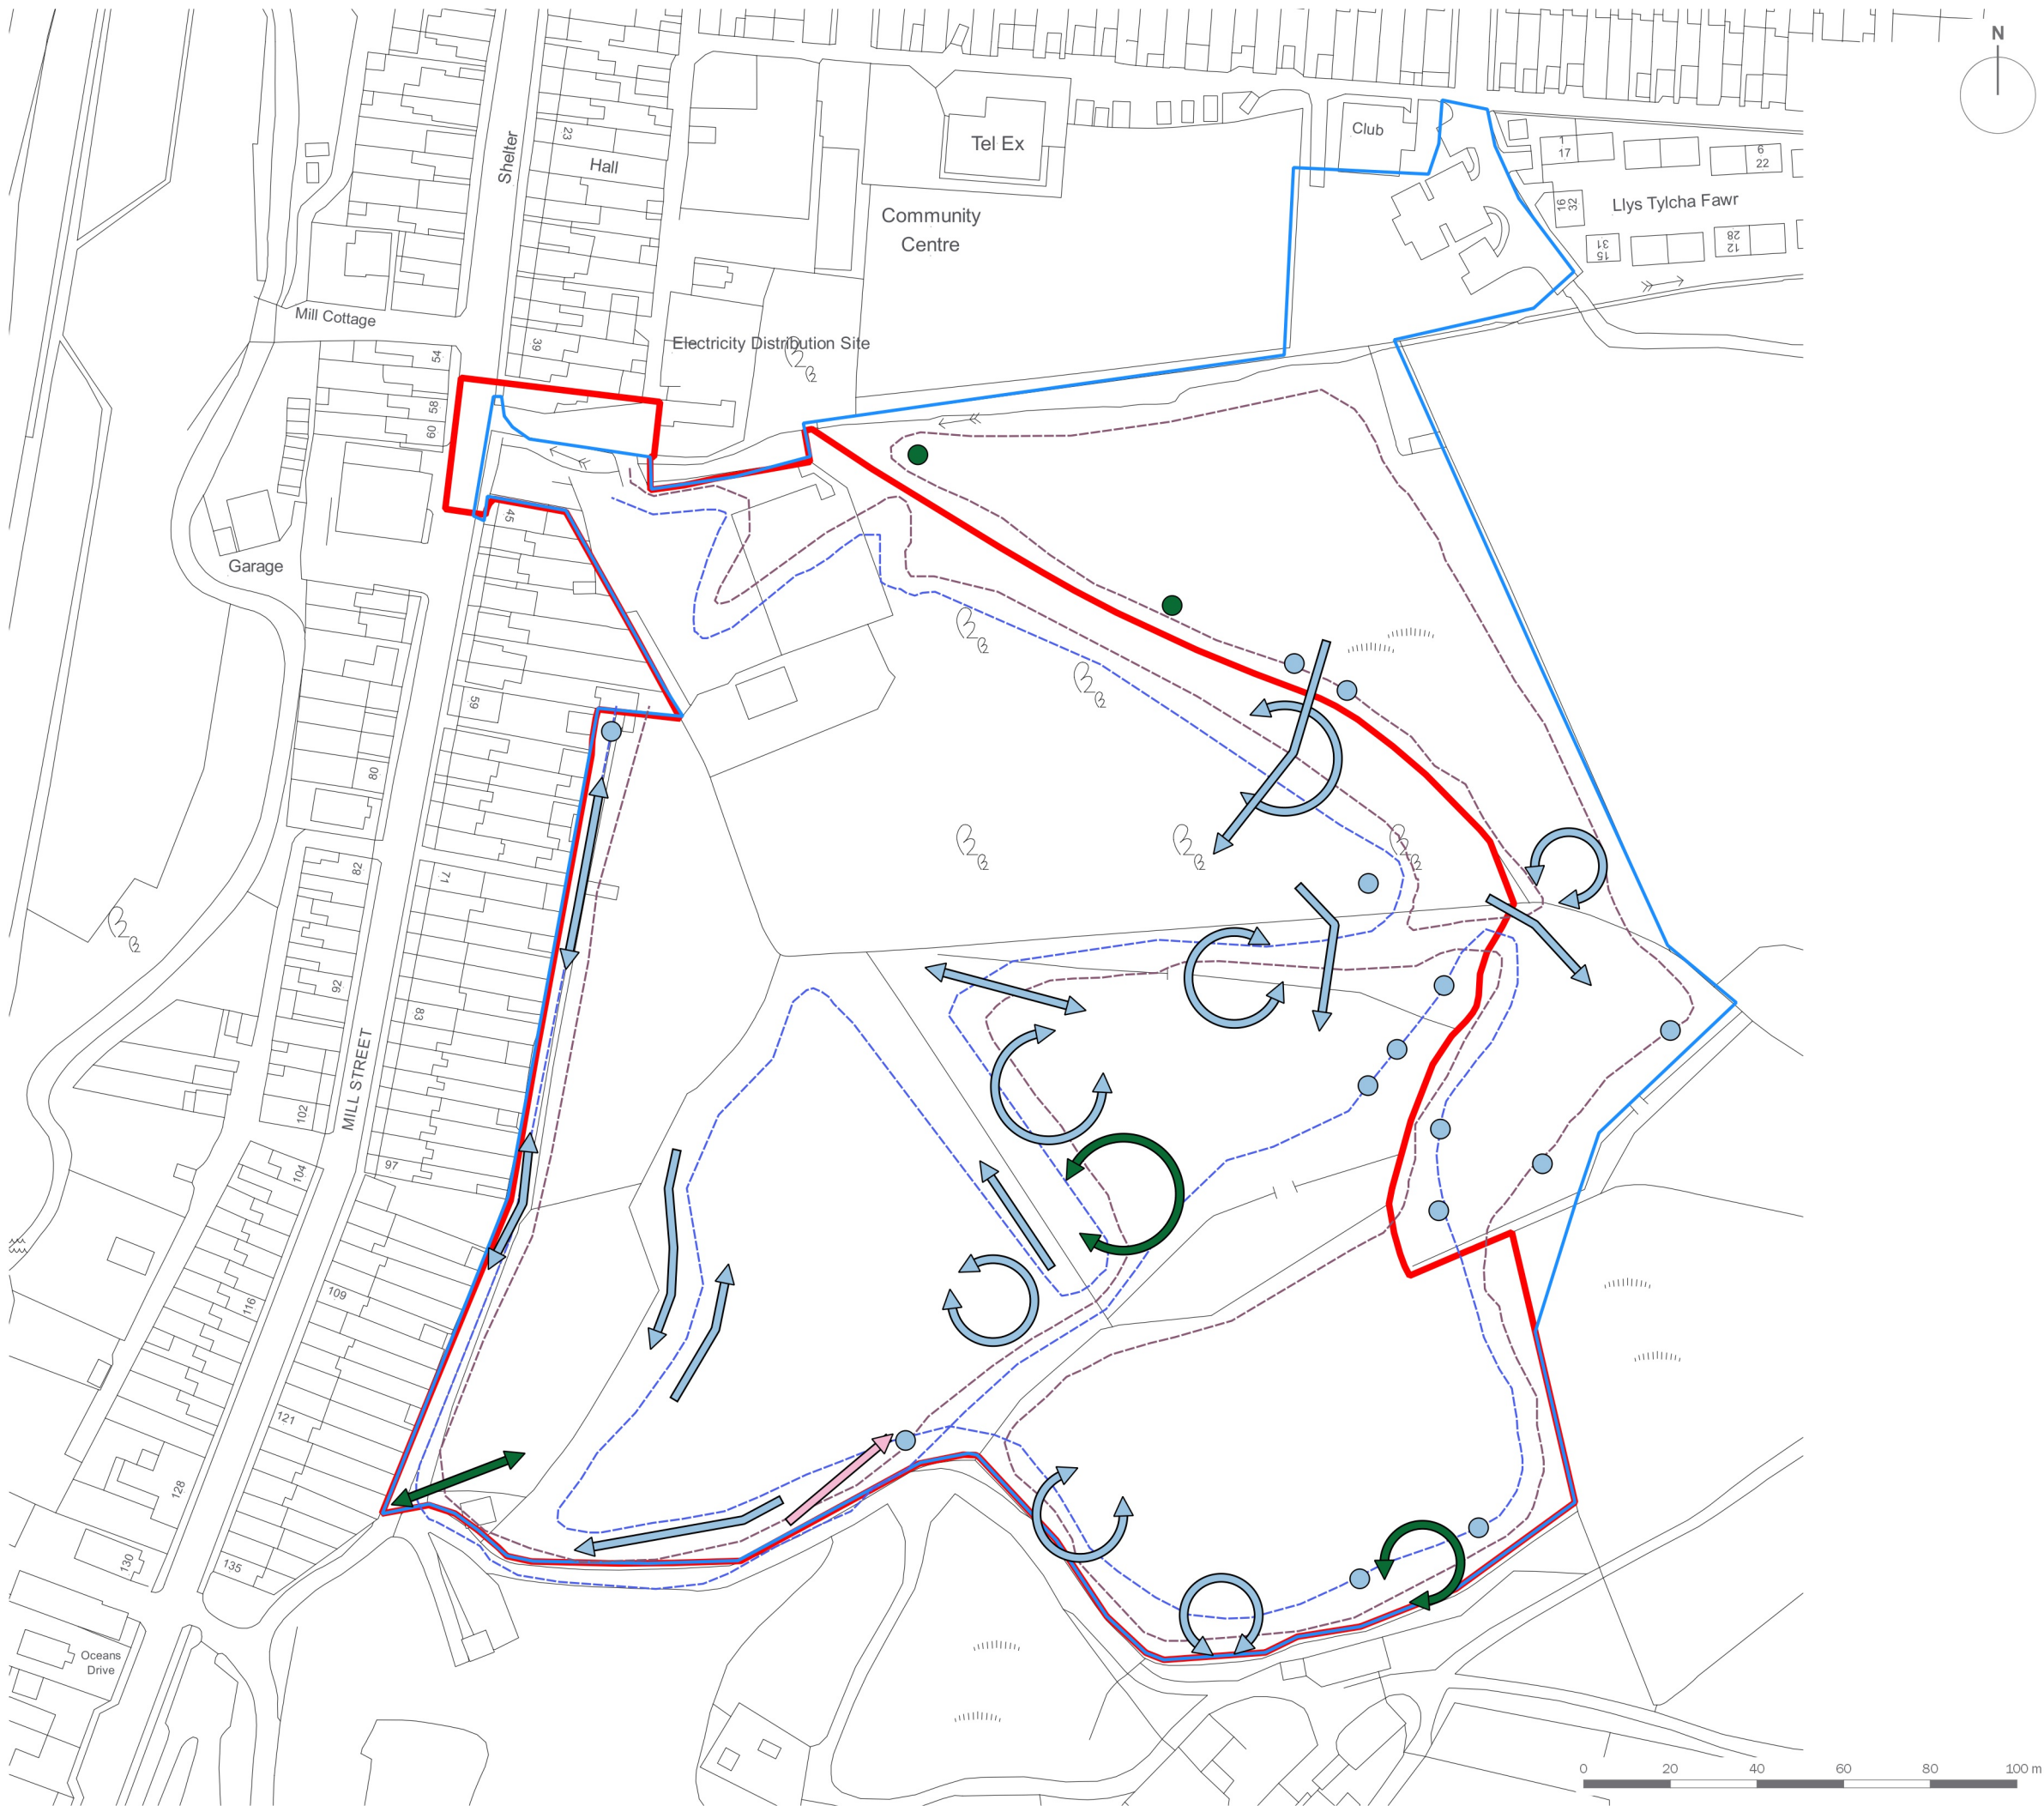 N
Shelter
23
Hall
Tel Ex
Club
1
17
6
22
Community
Centre
16
32
Llys Tylcha Fawr
31
15
28
12
Mill Cottage
39
Electricity Distribution Site
54
58
60
45
Garage
59
80
82
71
92
83
MILL STREET
102
97
104
109
116
121
128
130
135
Oceans
Drive
0 20 40 60 80 100 m